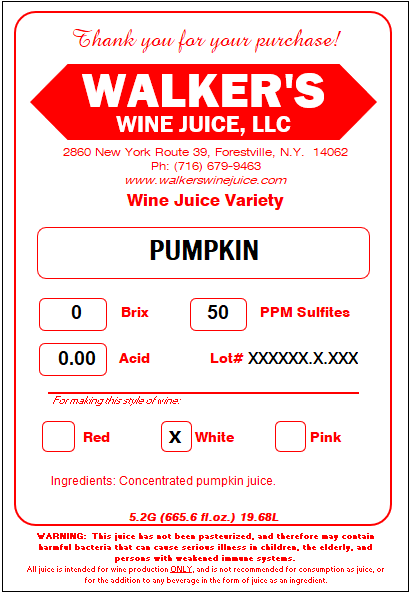 Thank you for your purchase!
WALKER'S
WINE JUICE, LLC
2860 New York Route 39, Forestville, N.Y. 14062
Ph: (716) 679-9463
www.walkerswinejuice.com
Wine Juice Variety
PUMPKIN
0 Brix 50 PPM Sulfites
0.00 Acid Lot# XXXXXX.X.XXX
For making this style of wine:
Red X White Pink
Ingredients: Concentrated pumpkin juice.
5.2G (665.6 fl.oz.) 19.68L
WARNING: This juice has not been pasteurized, and therefore may contain
harmful bacteria that can cause serious illness in children, the elderly, and
persons with weakened immune systems.
All juice is intended for wine production ONLY, and is not recommended for consumption as juice, or
for the addition to any beverage in the form of juice as an ingredient.